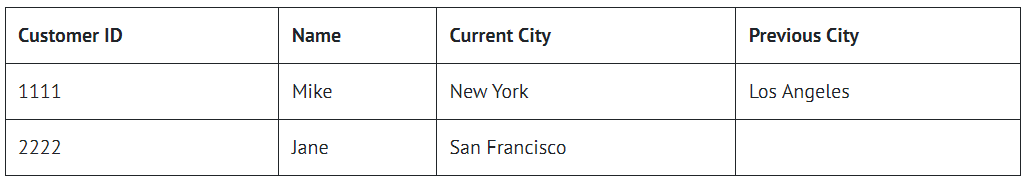 Customer ID Name Current City Previous City
1111 Mike New York Los Angeles
2222 Jane San Francisco